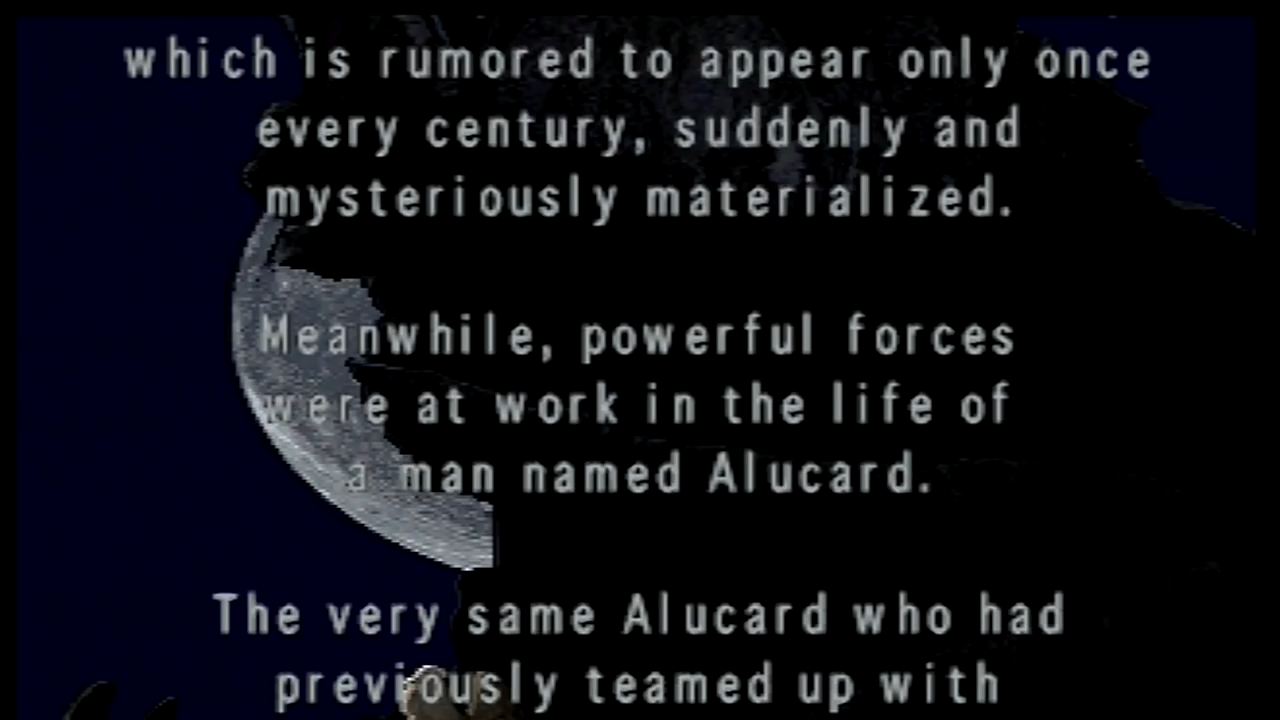 which is rumored to appear only once
every century, suddenly and
mysteriously materialized.
Meanwhile, powerful forces
were at work in the life of
a man named Alucard.
The very same Alucard who had
previously teamed up with